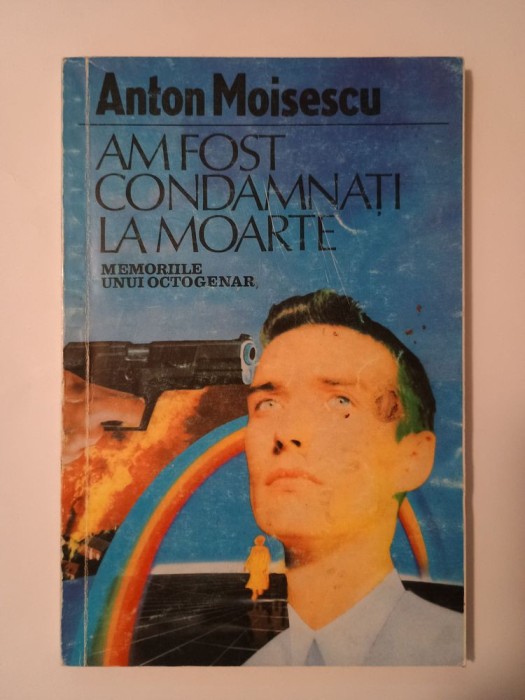 Anton Moisescu
AM FOST
CONDAMNAȚI
LA MOARTE
MEMORIILE
UNUI OCTOGENAR